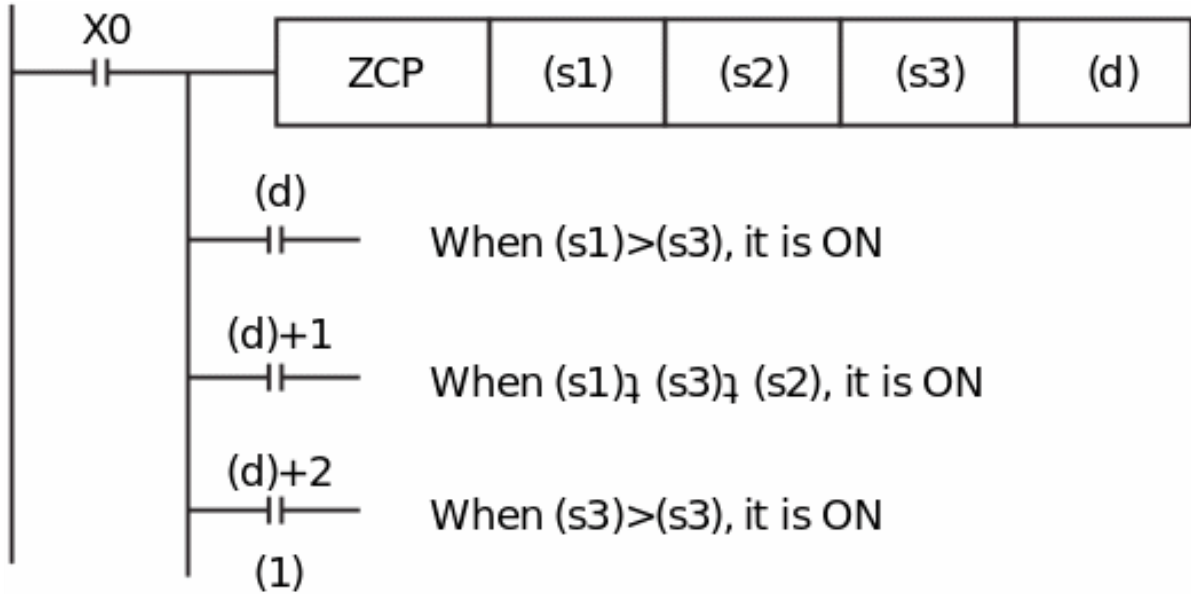 X0
ZCP (s1) (s2) (s3) (d)
(d)
When (s1)>(s3), it is ON
(d)+1
When (s1)ʇ (s3)ʇ (s2), it is ON
(d)+2
When (s3)>(s3), it is ON
(1)